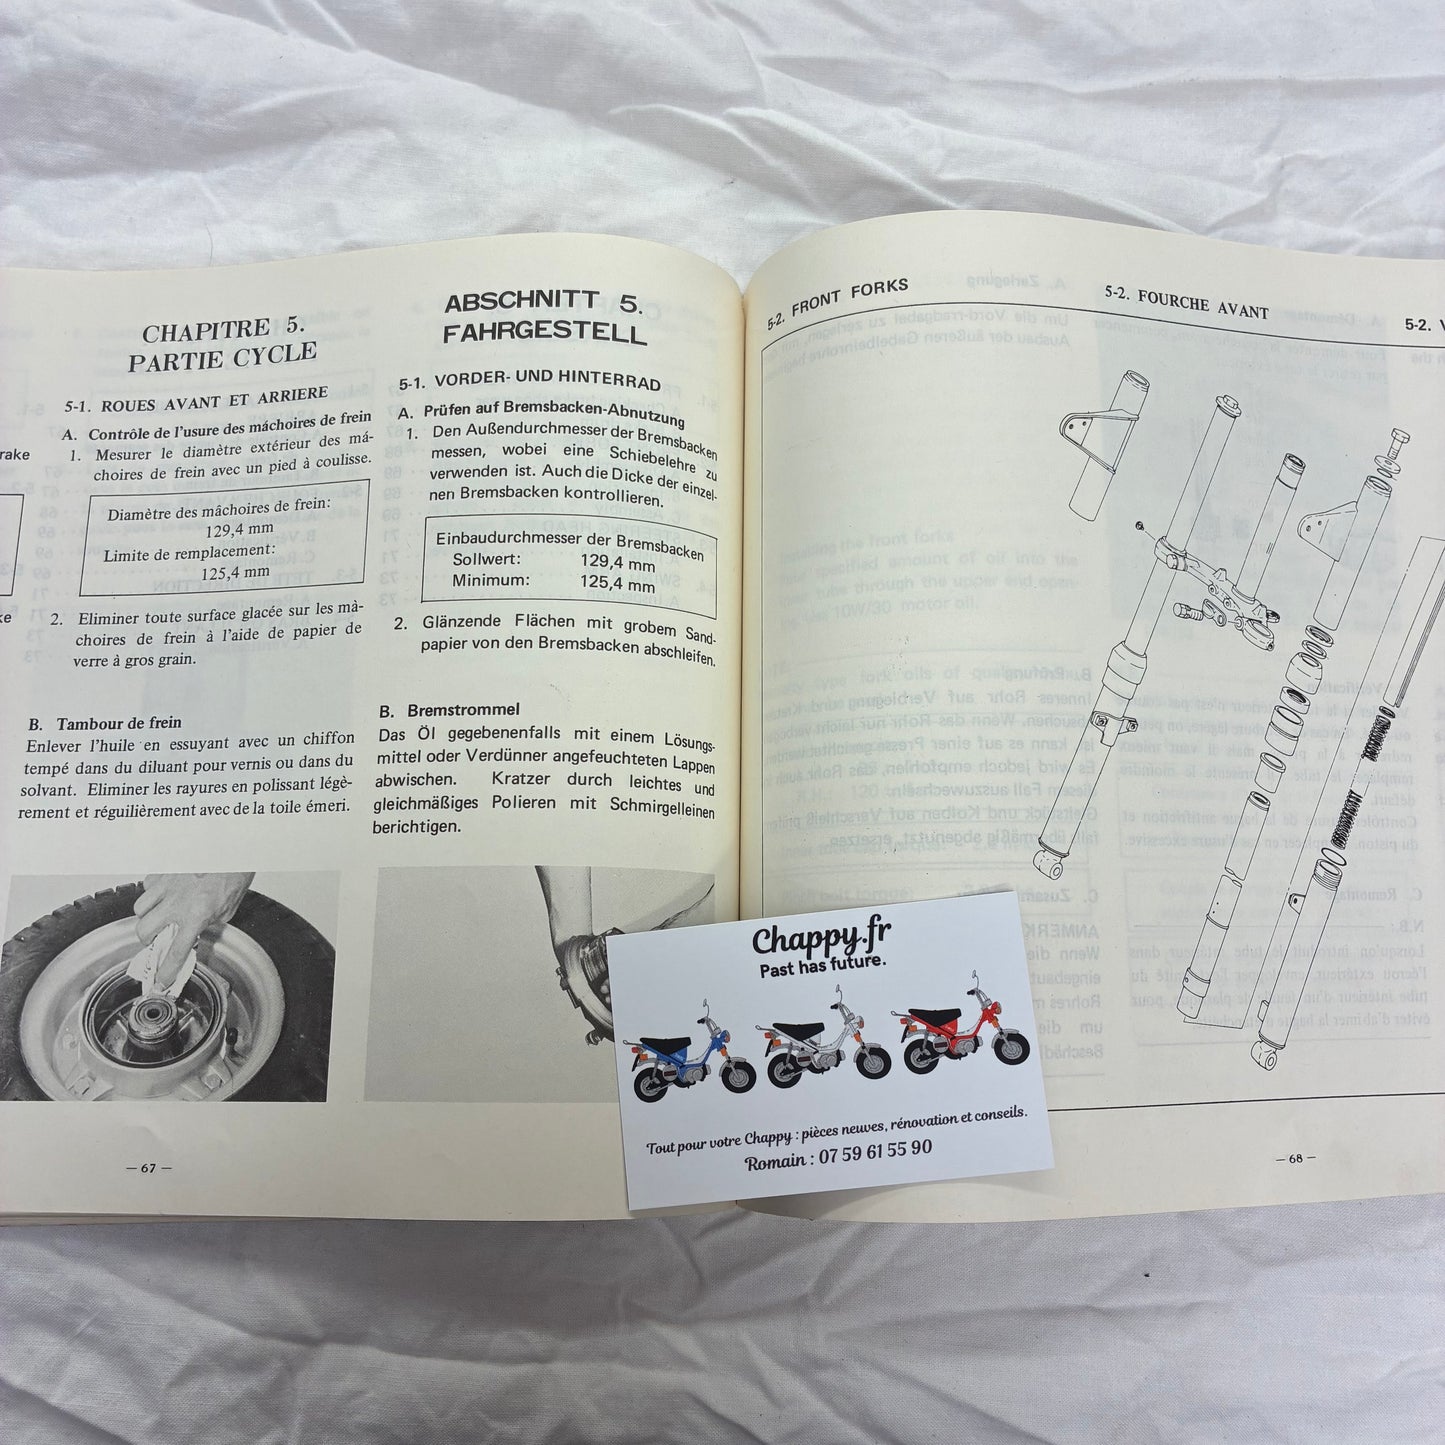 rake
ke
CHAPITRE 5.
PARTIE CYCLE
5-1. ROUES AVANT ET ARRIERE
A. Contrôle de l'usure des máchoires de frein
1. Mesurer le diamètre extérieur des má-
choires de frein avec un pied à coulisse.
Diamètre des mâchoires de frein:
129,4 mm
Limite de remplacement:
125,4 mm
2. Eliminer toute surface glacée sur les mà-
choires de frein à l'aide de papier de
verre à gros grain.
B. Tambour de frein
Enlever l'huile en essuyant avec un chiffon
tempé dans du diluant pour vernis ou dans du
solvant. Eliminer les rayures en polissant légè-
rement et réguilièrement avec de la toile émeri.
— 67 —
ABSCHNITT 5.
FAHRGESTELL
5-1. VORDER- UND HINTERRAD
A. Prüfen auf Bremsbacken-Abnutzung
1. Den Außendurchmesser der Bremsbacken
messen, wobei eine Schiebelehre zu
verwenden ist. Auch die Dicke der einzel-
nen Bremsbacken kontrollieren.
Einbaudurchmesser der Bremsbacken
Sollwert: 129,4 mm
Minimum: 125,4 mm
2. Glänzende Flächen mit grobem Sand-
papier von den Bremsbacken abschleifen.
B. Bremstrommel
Das Öl gegebenenfalls mit einem Lösungs-
mittel oder Verdünner angefeuchteten Lappen
abwischen. Kratzer durch leichtes und
gleichmäßiges Polieren mit Schmirgelleinen
berichtigen.
5-2. FRONT FORKS
5-2. FOURCHE AVANT
5-2. V
— 68 —
Chappy.fr
Past has future.
Tout pour votre Chappy : pièces neuves, rénovation et conseils.
Romain : 07 59 61 55 90